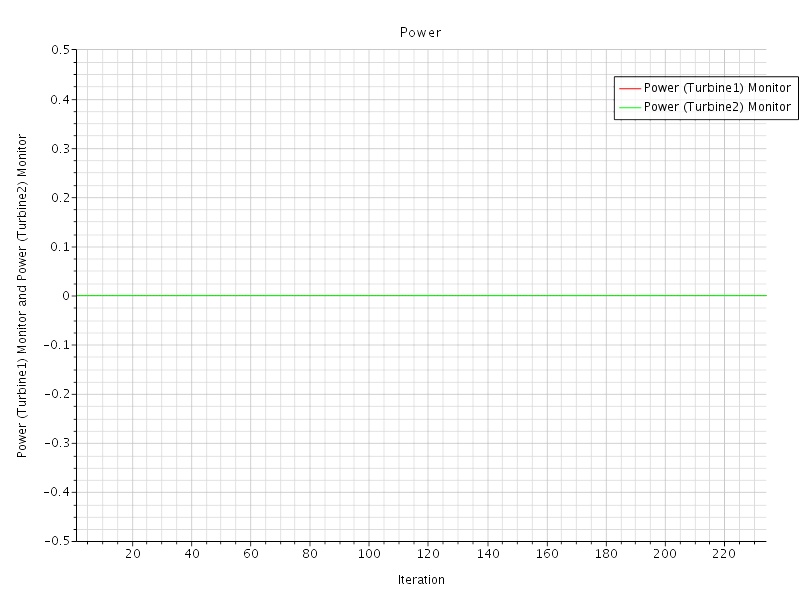 Power
Power (Turbine1) Monitor
Power (Turbine2) Monitor
Power (Turbine1) Monitor and Power (Turbine2) Monitor
0.5
0.4
0.3
0.2
0.1
0
-0.1
-0.2
-0.3
-0.4
-0.5
20 40 60 80 100 120 140 160 180 200 220
Iteration